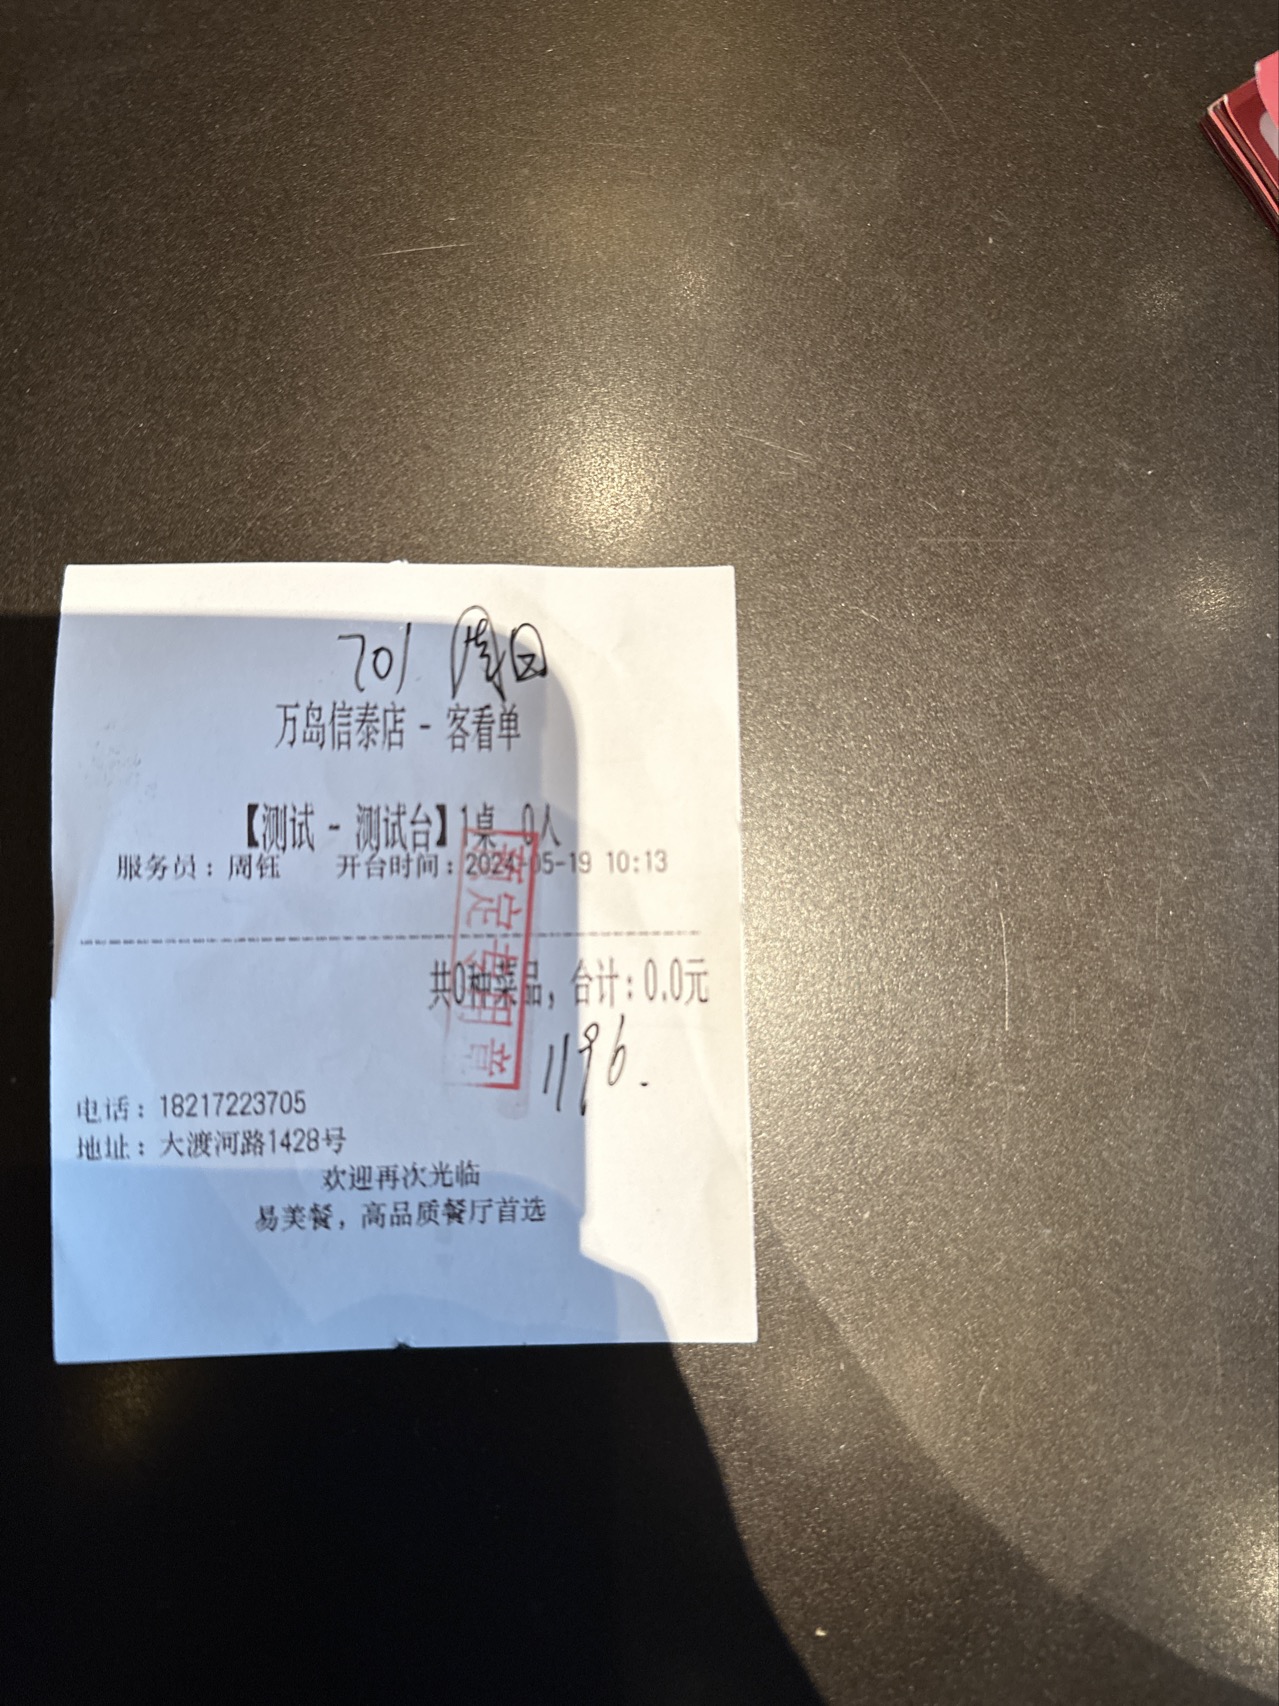 701
万岛信泰店 - 客看单
【测试 - 测试台】1桌 0人
服务员：周钰 开台时间：2024-05-19 10:13
共0种菜品，合计：0.0元
1196.
电话：18217223705
地址：大渡河路1428号
欢迎再次光临
易美餐，高品质餐厅首选